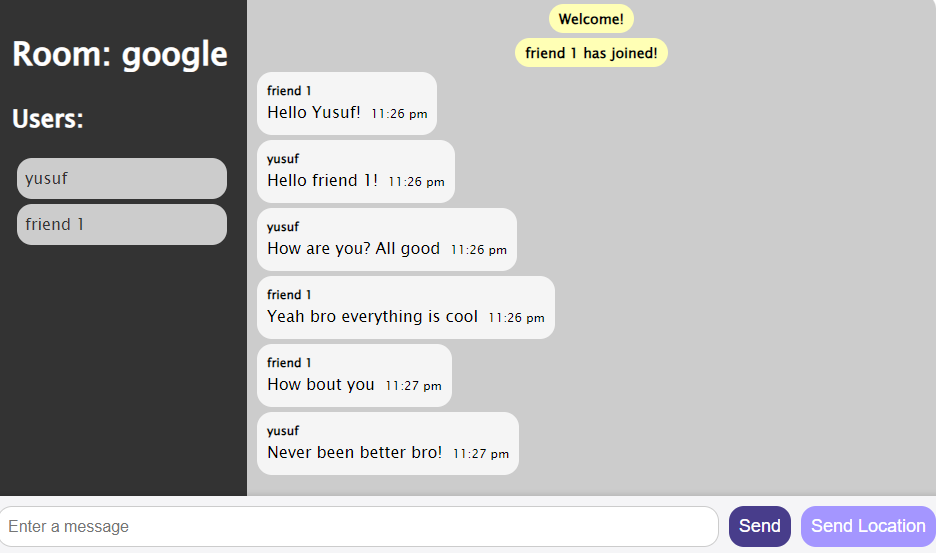 Room: google
Users:
yusuf
friend 1
Welcome!
friend 1 has joined!
friend 1
Hello Yusuf! 11:26 pm
yusuf
Hello friend 1! 11:26 pm
yusuf
How are you? All good 11:26 pm
friend 1
Yeah bro everything is cool 11:26 pm
friend 1
How bout you 11:27 pm
yusuf
Never been better bro! 11:27 pm
Enter a message
Send
Send Location